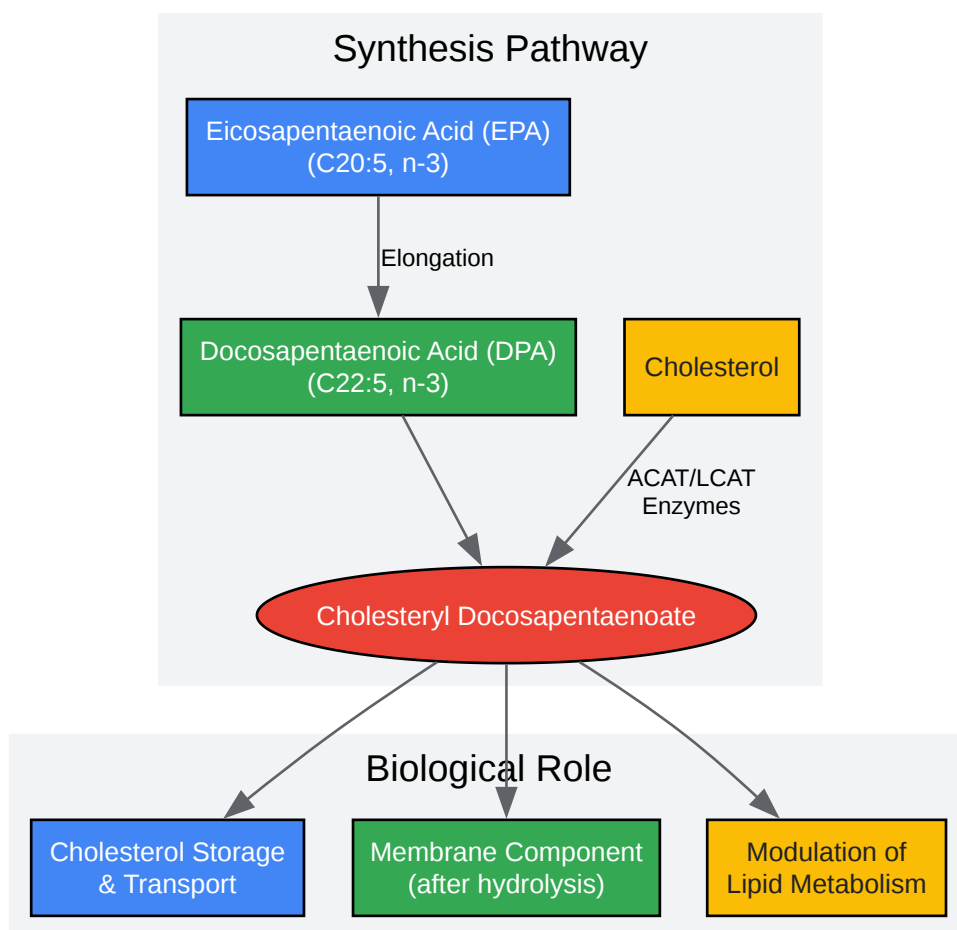 Synthesis Pathway
Eicosapentaenoic Acid (EPA)
(C20:5, n-3)
Elongation
Docosapentaenoic Acid (DPA)
(C22:5, n-3)
Cholesterol
ACAT/LCAT
Enzymes
Cholesteryl Docosapentaenoate
Biological Role
Cholesterol Storage
& Transport
Membrane Component
(after hydrolysis)
Modulation of
Lipid Metabolism